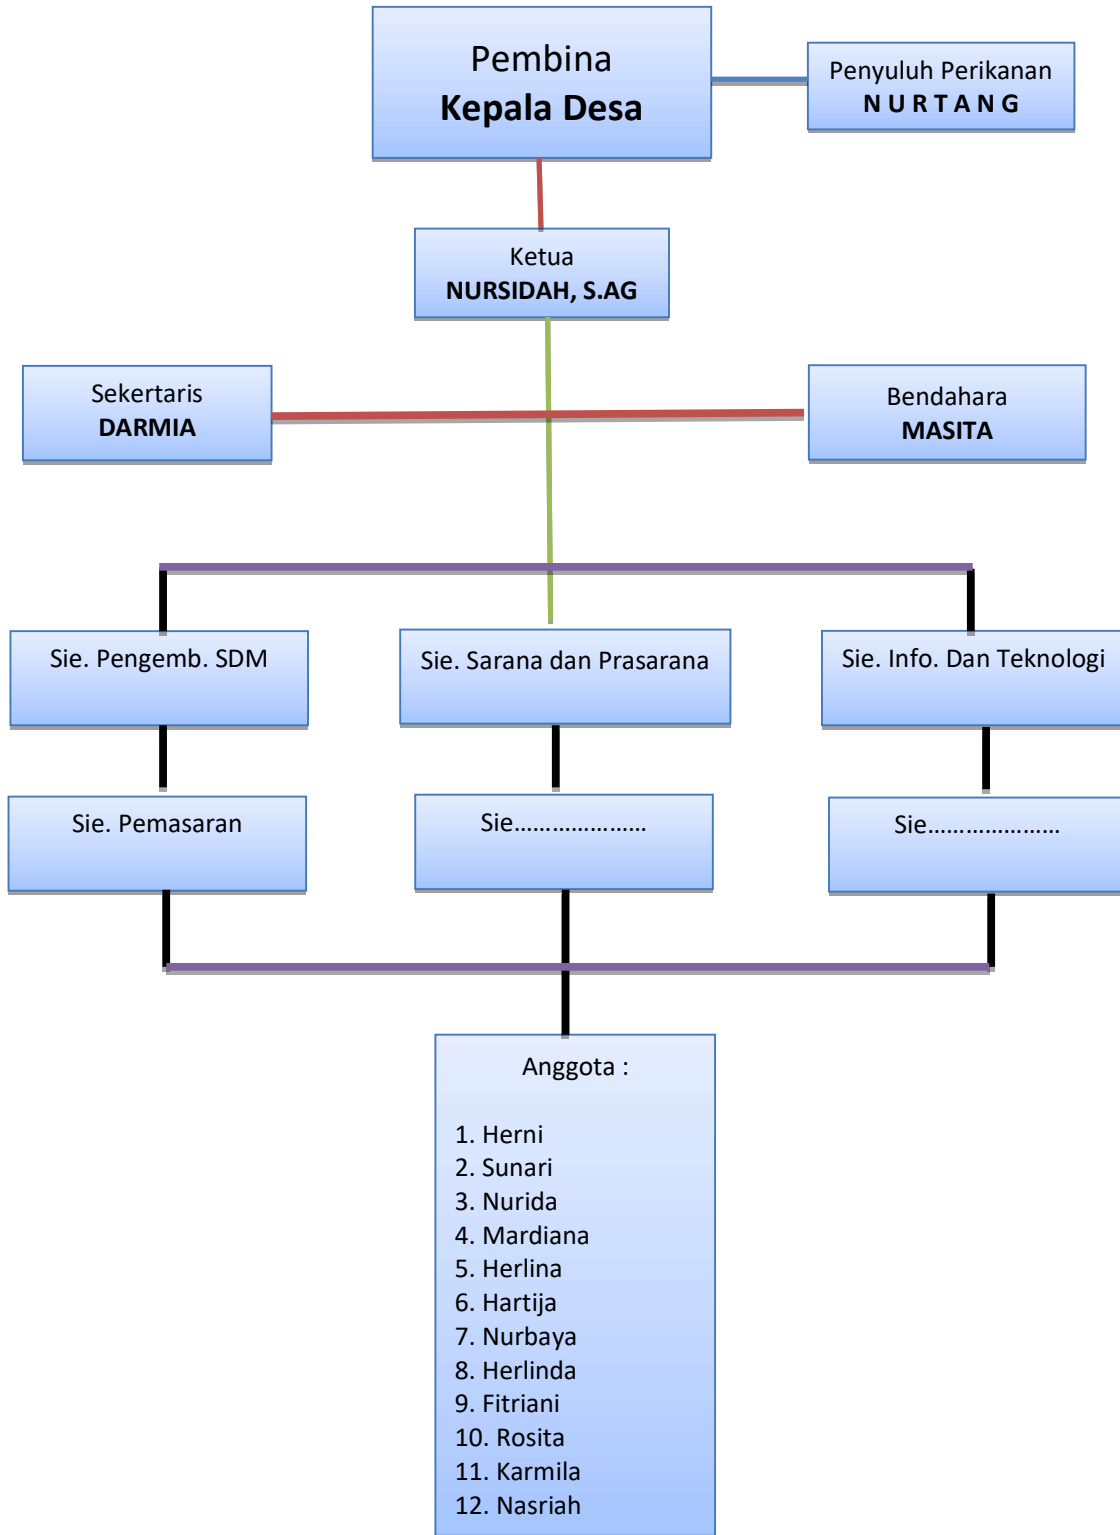 Pembina
Kepala Desa
Penyuluh Perikanan
N U R T A N G
Ketua
NURSIDAH, S.AG
Sekertaris
DARMIA
Bendahara
MASITA
Sie. Pengemb. SDM
Sie. Sarana dan Prasarana
Sie. Info. Dan Teknologi
Sie. Pemasaran
Sie…………………
Sie…………………
Anggota :
1. Herni
2. Sunari
3. Nurida
4. Mardiana
5. Herlina
6. Hartija
7. Nurbaya
8. Herlinda
9. Fitriani
10. Rosita
11. Karmila
12. Nasriah